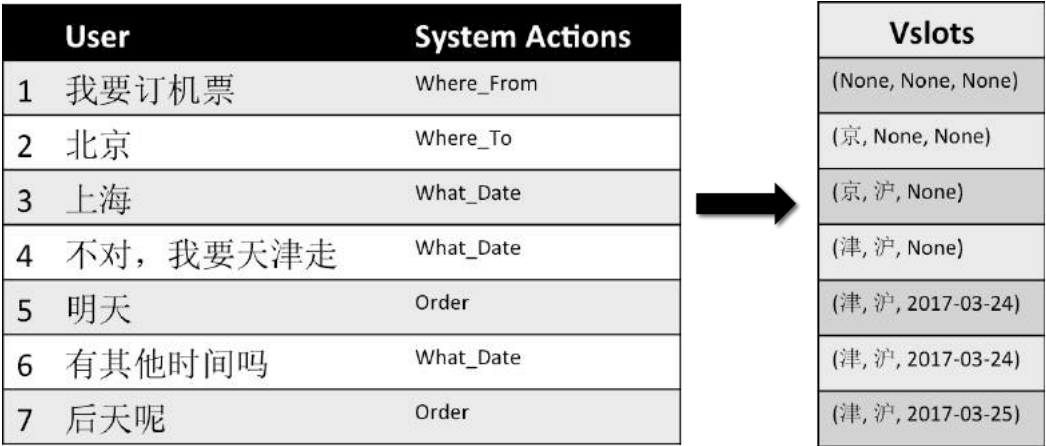 User System Actions Vslots
1 我要订机票 Where_From (None, None, None)
2 北京 Where_To (京, None, None)
3 上海 What_Date (京, 沪, None)
4 不对，我要天津走 What_Date (津, 沪, None)
5 明天 Order (津, 沪, 2017-03-24)
6 有其他时间吗 What_Date (津, 沪, 2017-03-24)
7 后天呢 Order (津, 沪, 2017-03-25)